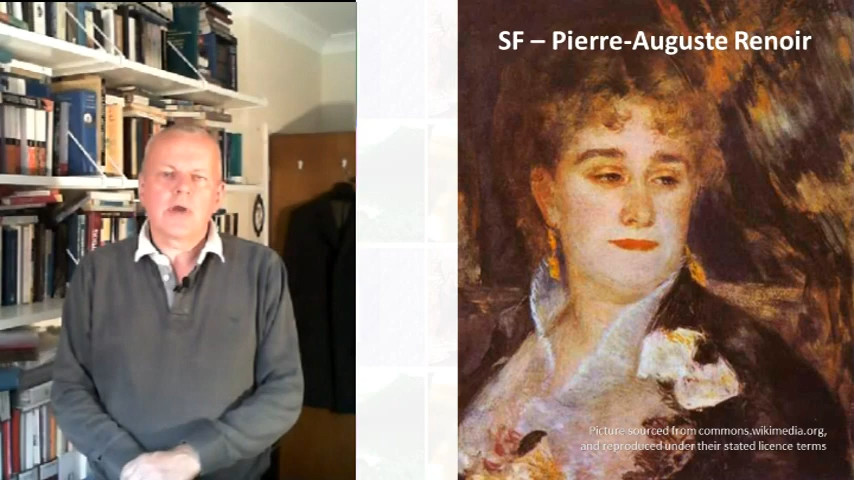 SF – Pierre-Auguste Renoir
Picture sourced from commons.wikimedia.org,
and reproduced under their stated licence terms